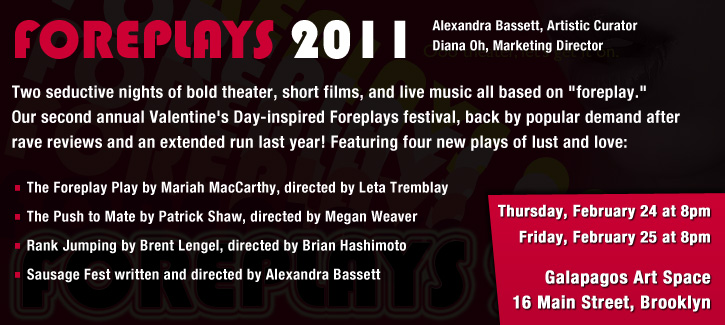 FOREPLAYS 2011
Alexandra Bassett, Artistic Curator
Diana Oh, Marketing Director
Two seductive nights of bold theater, short films, and live music all based on "foreplay."
Our second annual Valentine's Day-inspired Foreplays festival, back by popular demand after
rave reviews and an extended run last year! Featuring four new plays of lust and love:
The Foreplay Play by Mariah MacCarthy, directed by Leta Tremblay
The Push to Mate by Patrick Shaw, directed by Megan Weaver
Rank Jumping by Brent Lengel, directed by Brian Hashimoto
Sausage Fest written and directed by Alexandra Bassett
Thursday, February 24 at 8pm
Friday, February 25 at 8pm
Galapagos Art Space
16 Main Street, Brooklyn
FOREPLAYS